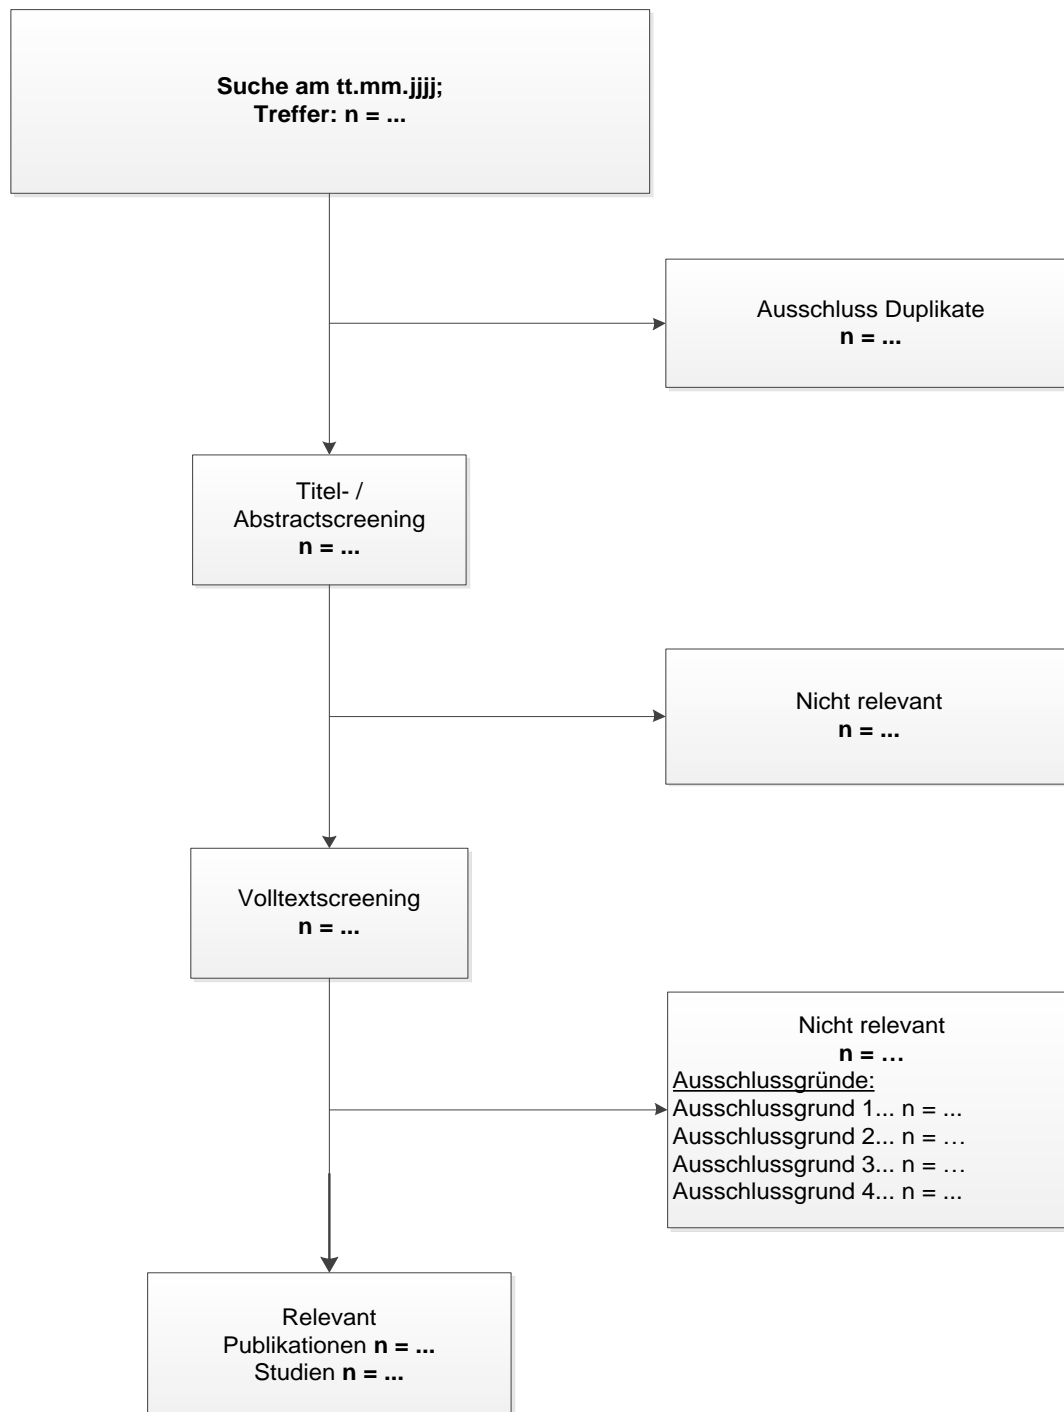 Suche am tt.mm.jjjj;
Treffer: n = ...
Ausschluss Duplikate
n = ...
Titel- /
Abstractscreening
n = ...
Nicht relevant
n = ...
Volltextscreening
n = ...
Nicht relevant
n = …
Ausschlussgründe:
Ausschlussgrund 1... n = ...
Ausschlussgrund 2... n = …
Ausschlussgrund 3... n = …
Ausschlussgrund 4... n = ...
Relevant
Publikationen n = ...
Studien n = ...